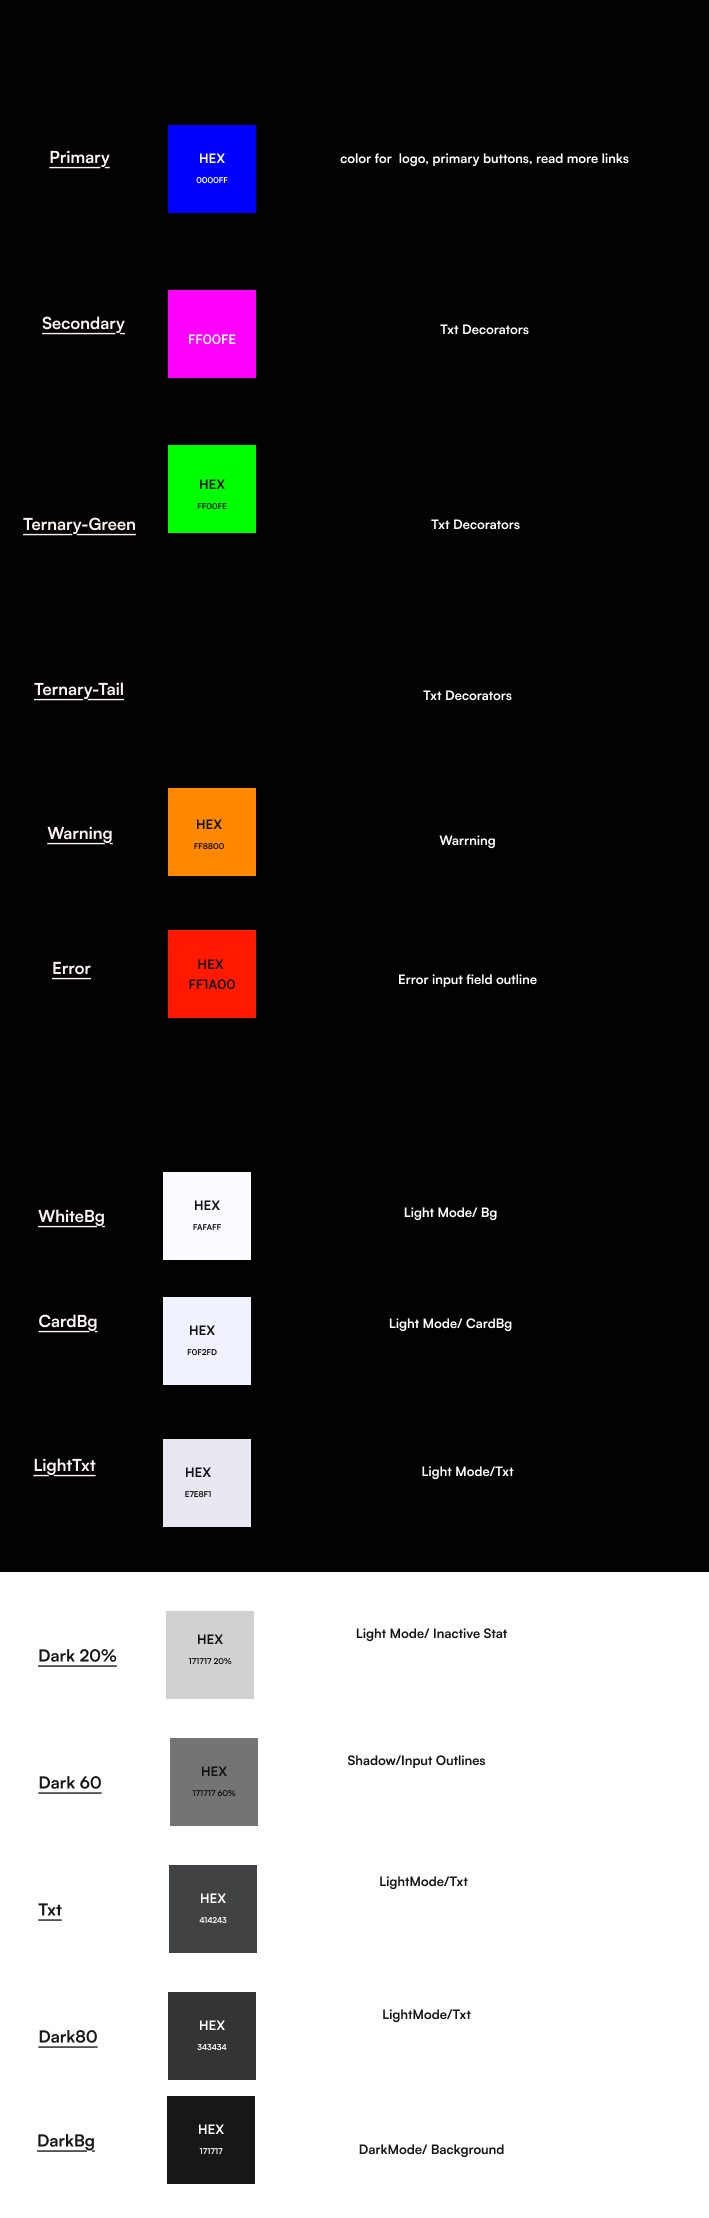 Primary
HEX
0000FF
color for  logo, primary buttons, read more links
Secondary
FF00FE
Txt Decorators
Ternary-Green
HEX
FF00FE
Txt Decorators
Ternary-Tail
Txt Decorators
Warning
HEX
FF8800
Warrning
Error
HEX
FF1A00
Error input field outline
WhiteBg
HEX
FAFAFF
Light Mode/ Bg
CardBg
HEX
F0F2FD
Light Mode/ CardBg
LightTxt
HEX
E7E8F1
Light Mode/Txt
Dark 20%
HEX
171717 20%
Light Mode/ Inactive Stat
Dark 60
HEX
171717 60%
Shadow/Input Outlines
Txt
HEX
414243
LightMode/Txt
Dark80
HEX
343434
LightMode/Txt
DarkBg
HEX
171717
DarkMode/ Background